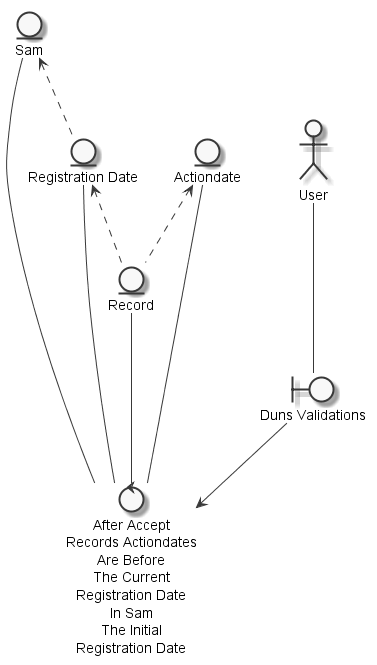 Sam
Registration Date
Actiondate
User
Record
Duns Validations
After Accept
Records Actiondates
Are Before
The Current
Registration Date
In Sam
The Initial
Registration Date